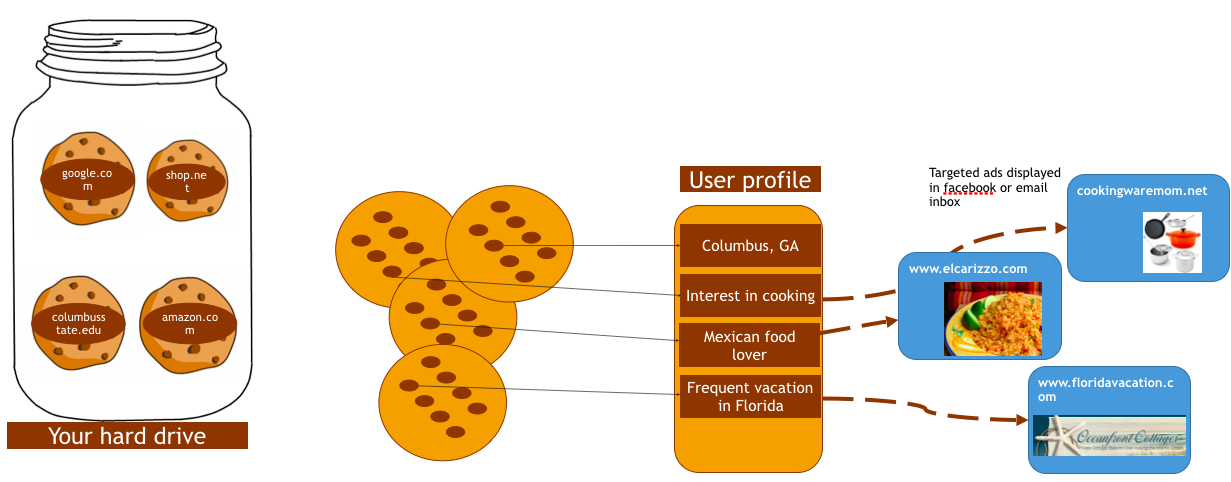 google.co
m
shop.ne
t
columbuss
tate.edu
amazon.co
m
Your hard drive
User profile
Columbus, GA
Interest in cooking
Mexican food
lover
Frequent vacation
in Florida
Targeted ads displayed
in facebook or email
inbox
cookingwaremom.net
www.elcarizzo.com
www.floridavacation.c
om
Oceanfront Cottages